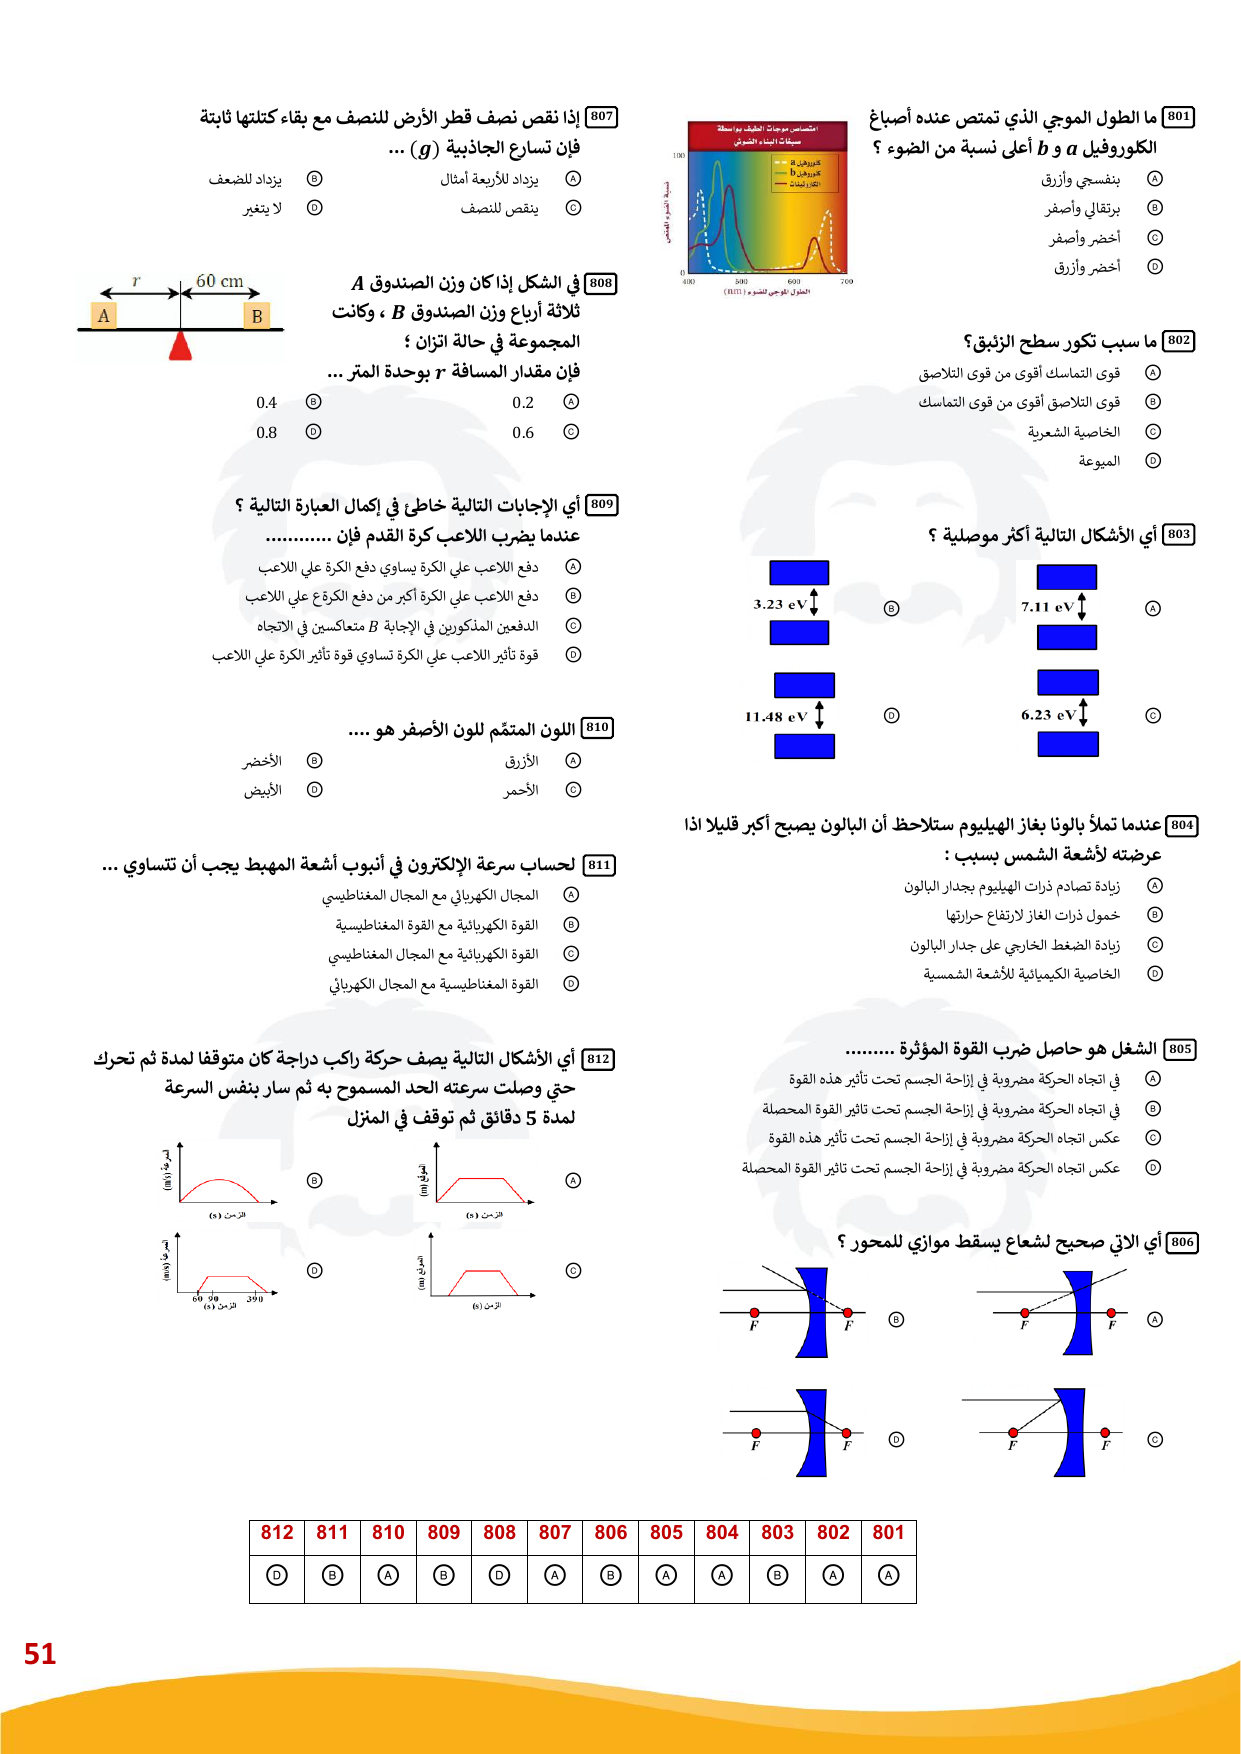 801 ما الطول الموجي الذي تمتص عنده أصباغ
الكلوروفيل a و b أعلى نسبة من الضوء ؟
A بنفسجي وأزرق
B برتقالي وأصفر
C أخضر وأصفر
D أخضر وأزرق
امتصاص موجات الطيف بواسطة
صبغات البناء الضوئي
كلوروفيل a
كلوروفيل b
الكاروتينات
100
نسبة الضوء الممتص
0
400 500 600 700
الطول الموجي للضوء (nm)
802 ما سبب تكور سطح الزئبق؟
A قوى التماسك أقوى من قوى التلاصق
B قوى التلاصق أقوى من قوى التماسك
C الخاصية الشعرية
D الميوعة
803 أي الأشكال التالية أكثر موصلية ؟
A 7.11 eV
B 3.23 eV
C 6.23 eV
D 11.48 eV
804 عندما تملأ بالونا بغاز الهيليوم ستلاحظ أن البالون يصبح أكبر قليلا اذا
عرضته لأشعة الشمس بسبب :
A زيادة تصادم ذرات الهيليوم بجدار البالون
B خمول ذرات الغاز لارتفاع حرارتها
C زيادة الضغط الخارجي على جدار البالون
D الخاصية الكيميائية للأشعة الشمسية
805 الشغل هو حاصل ضرب القوة المؤثرة .........
A في اتجاه الحركة مضروبة في إزاحة الجسم تحت تأثير هذه القوة
B في اتجاه الحركة مضروبة في إزاحة الجسم تحت تاثير القوة المحصلة
C عكس اتجاه الحركة مضروبة في إزاحة الجسم تحت تأثير هذه القوة
D عكس اتجاه الحركة مضروبة في إزاحة الجسم تحت تاثير القوة المحصلة
806 أي الاتي صحيح لشعاع يسقط موازي للمحور ؟
A F F
B F F
C F F
D F F
807 إذا نقص نصف قطر الأرض للنصف مع بقاء كتلتها ثابتة
فإن تسارع الجاذبية (g) ...
A يزداد للأربعة أمثال
B يزداد للضعف
C ينقص للنصف
D لا يتغير
808 في الشكل إذا كان وزن الصندوق A
ثلاثة أرباع وزن الصندوق B ، وكانت
المجموعة في حالة اتزان ؛
فإن مقدار المسافة r بوحدة المتر ...
r 60 cm
A B
A 0.2
B 0.4
C 0.6
D 0.8
809 أي الإجابات التالية خاطئ في إكمال العبارة التالية ؟
عندما يضرب اللاعب كرة القدم فإن ............
A دفع اللاعب علي الكرة يساوي دفع الكرة علي اللاعب
B دفع اللاعب علي الكرة أكبر من دفع الكرةع علي اللاعب
C الدفعين المذكورين في الإجابة B متعاكسين في الاتجاه
D قوة تأثير اللاعب علي الكرة تساوي قوة تأثير الكرة علي اللاعب
810 اللون المتمِّم للون الأصفر هو ....
A الأزرق
B الأخضر
C الأحمر
D الأبيض
811 لحساب سرعة الإلكترون في أنبوب أشعة المهبط يجب أن تتساوي ...
A المجال الكهربائي مع المجال المغناطيسي
B القوة الكهربائية مع القوة المغناطيسية
C القوة الكهربائية مع المجال المغناطيسي
D القوة المغناطيسية مع المجال الكهربائي
812 أي الأشكال التالية يصف حركة راكب دراجة كان متوقفا لمدة ثم تحرك
حتي وصلت سرعته الحد المسموح به ثم سار بنفس السرعة
لمدة 5 دقائق ثم توقف في المنزل
A الموقع (m) الزمن (s)
B السرعة (m/s) الزمن (s)
C الموقع (m) الزمن (s)
D السرعة (m/s) 60 90 390 الزمن (s)
812 811 810 809 808 807 806 805 804 803 802 801
D B A B D A B A A B A A
51